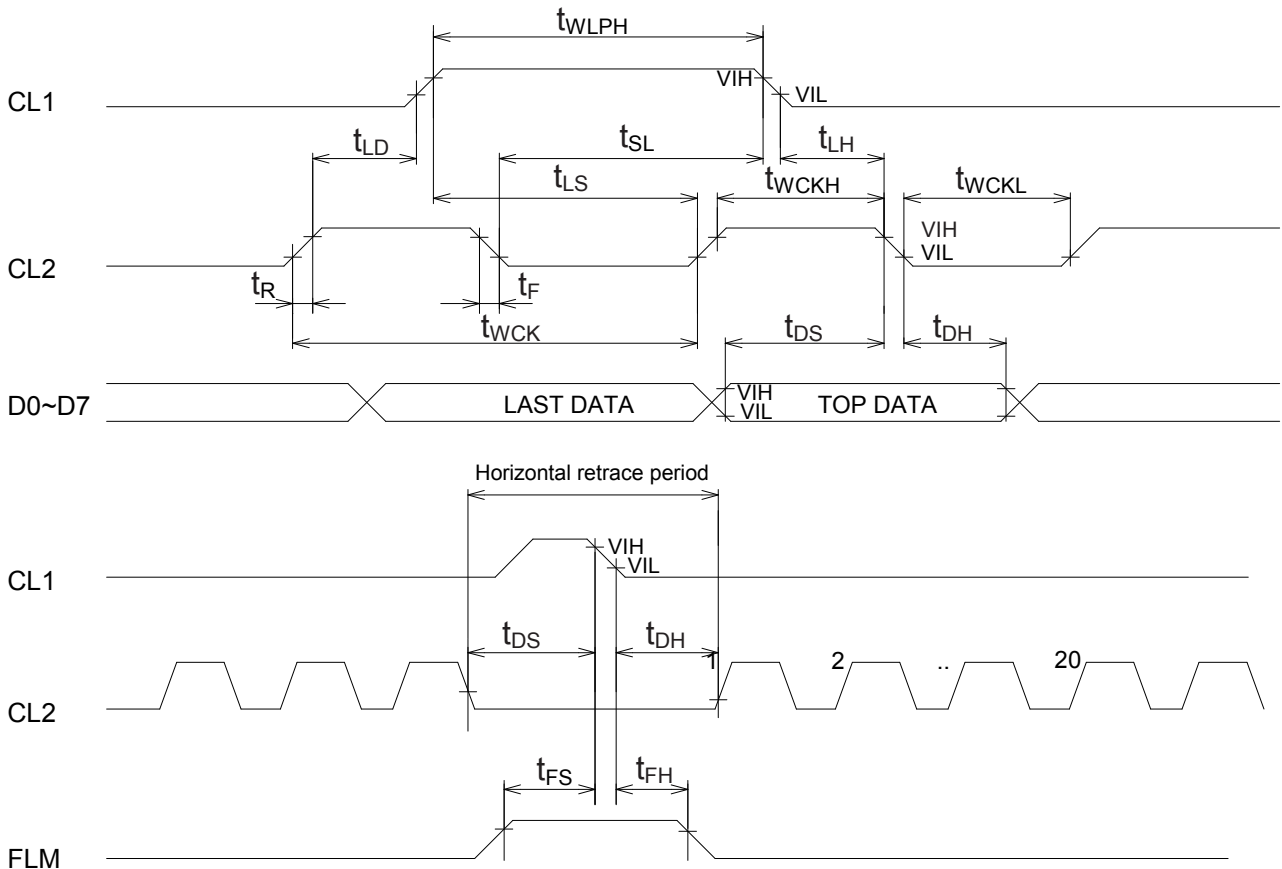 tWLPH
CL1
VIH
VIL
tLD
tSL
tLH
tLS
tWCKH
tWCKL
CL2
VIH
VIL
tR
tF
tWCK
tDS
tDH
D0~D7
LAST DATA
VIH
VIL
TOP DATA
Horizontal retrace period
CL1
VIH
VIL
tDS
tDH
1
2
..
20
CL2
tFS
tFH
FLM